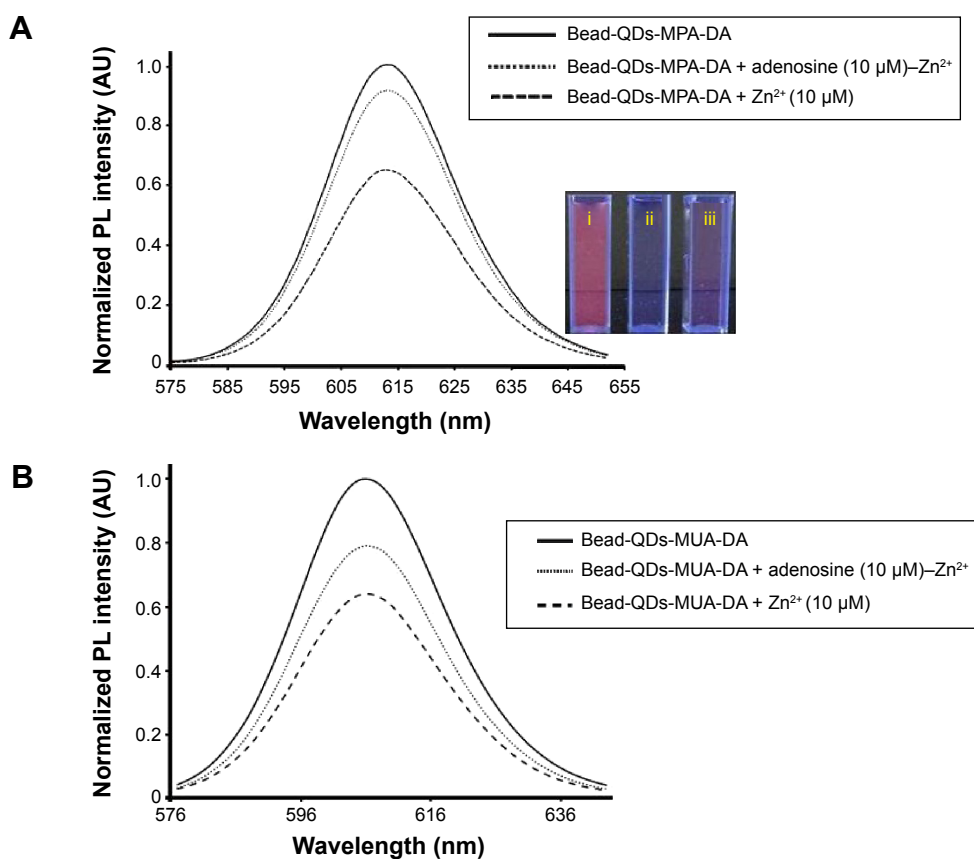 A
Bead-QDs-MPA-DA
Bead-QDs-MPA-DA + adenosine (10 µM)–Zn²⁺
Bead-QDs-MPA-DA + Zn²⁺ (10 µM)
Normalized PL intensity (AU)
1.0
0.8
0.6
0.4
0.2
0
i ii iii
575 585 595 605 615 625 635 645 655
Wavelength (nm)
B
Bead-QDs-MUA-DA
Bead-QDs-MUA-DA + adenosine (10 µM)–Zn²⁺
Bead-QDs-MUA-DA + Zn²⁺ (10 µM)
Normalized PL intensity (AU)
1.0
0.8
0.6
0.4
0.2
0
576 596 616 636
Wavelength (nm)